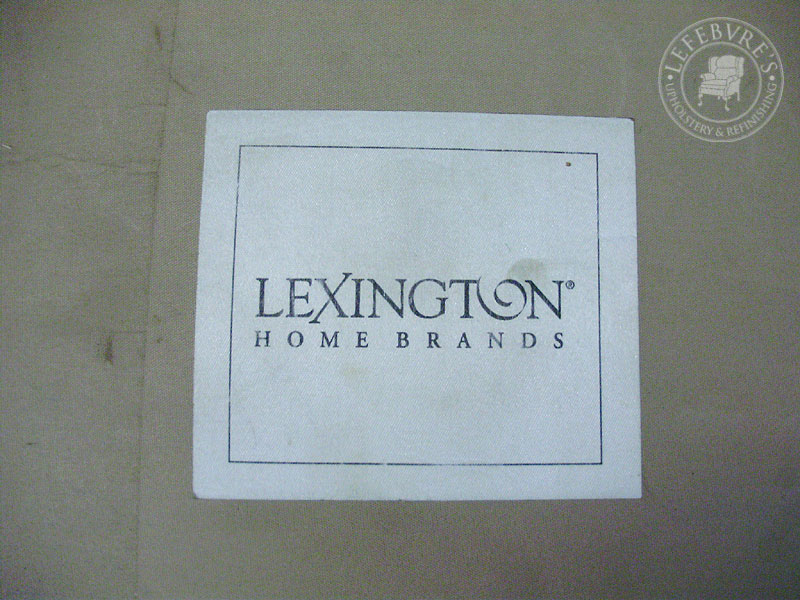 LEFEBVRE'S
UPHOLSTERY & REFINISHING
LEXINGTON®
HOME BRANDS